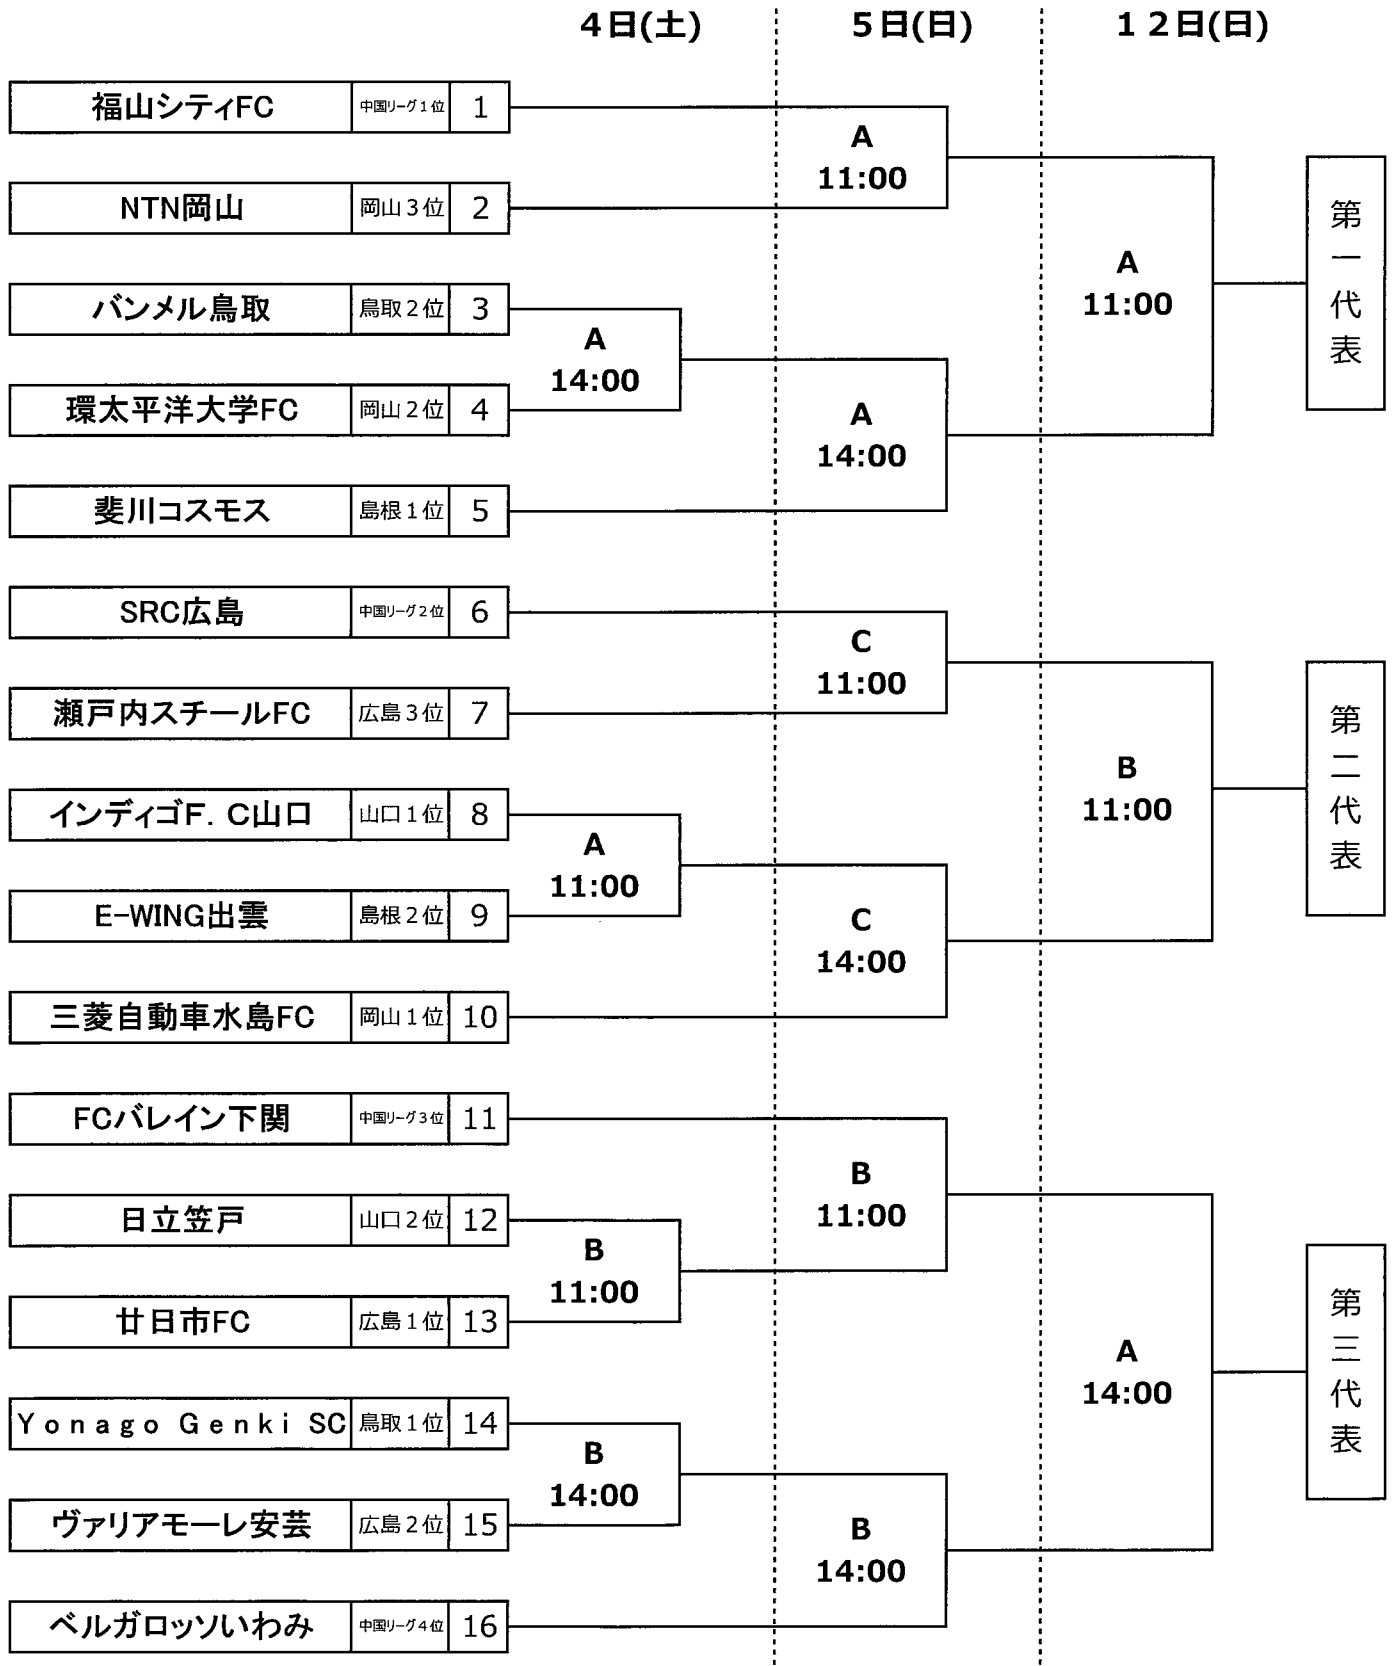 4日(土) 5日(日) 12日(日)
福山シティFC 中国リーグ1位 1
A
11:00
NTN岡山 岡山3位 2
A
11:00
第一代表
バンメル鳥取 鳥取2位 3
A
14:00
環太平洋大学FC 岡山2位 4
A
14:00
斐川コスモス 島根1位 5
SRC広島 中国リーグ2位 6
C
11:00
瀬戸内スチールFC 広島3位 7
B
11:00
第二代表
インディゴF.C山口 山口1位 8
A
11:00
E-WING出雲 島根2位 9
C
14:00
三菱自動車水島FC 岡山1位 10
FCバレイン下関 中国リーグ3位 11
B
11:00
日立笠戸 山口2位 12
B
11:00
廿日市FC 広島1位 13
A
14:00
第三代表
Yonago Genki SC 鳥取1位 14
B
14:00
ヴァリアモーレ安芸 広島2位 15
B
14:00
ベルガロッソいわみ 中国リーグ4位 16